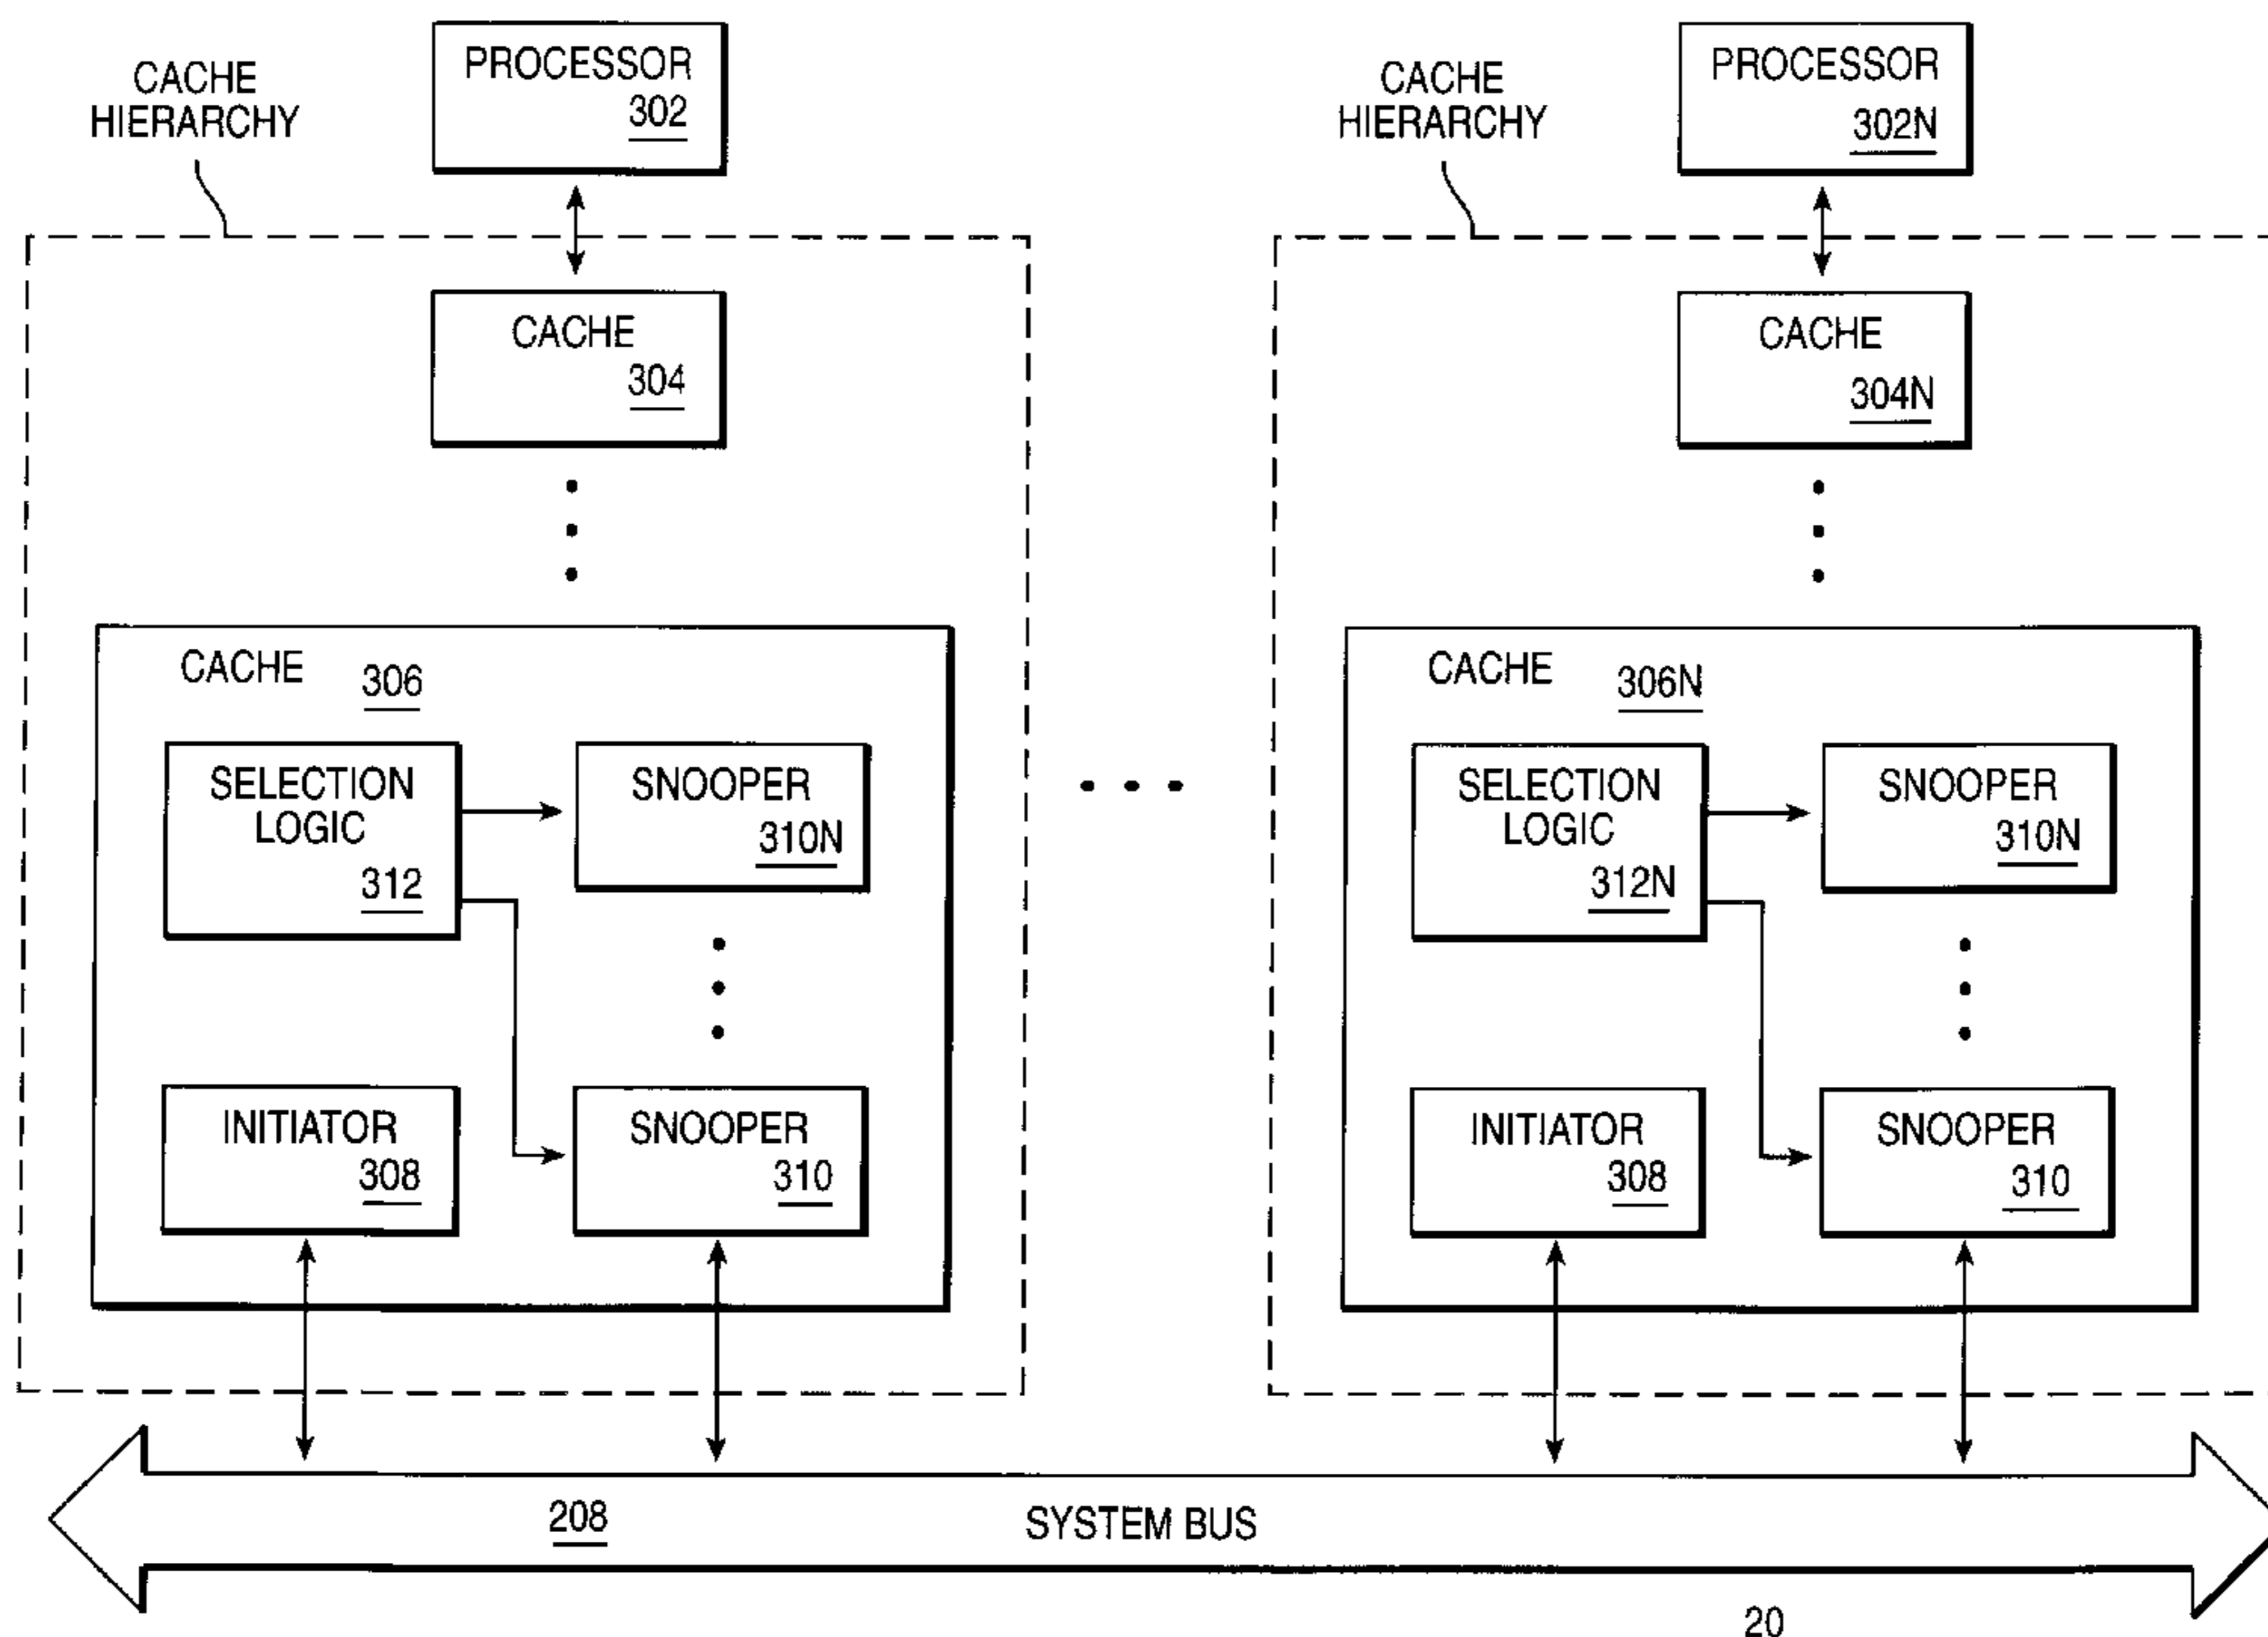 CACHE
HIERARCHY
PROCESSOR
302
CACHE
304
CACHE 306
SELECTION
LOGIC
312
SNOOPER
310N
INITIATOR
308
SNOOPER
310
CACHE
HIERARCHY
PROCESSOR
302N
CACHE
304N
CACHE 306N
SELECTION
LOGIC
312N
SNOOPER
310N
INITIATOR
308
SNOOPER
310
208 SYSTEM BUS
20